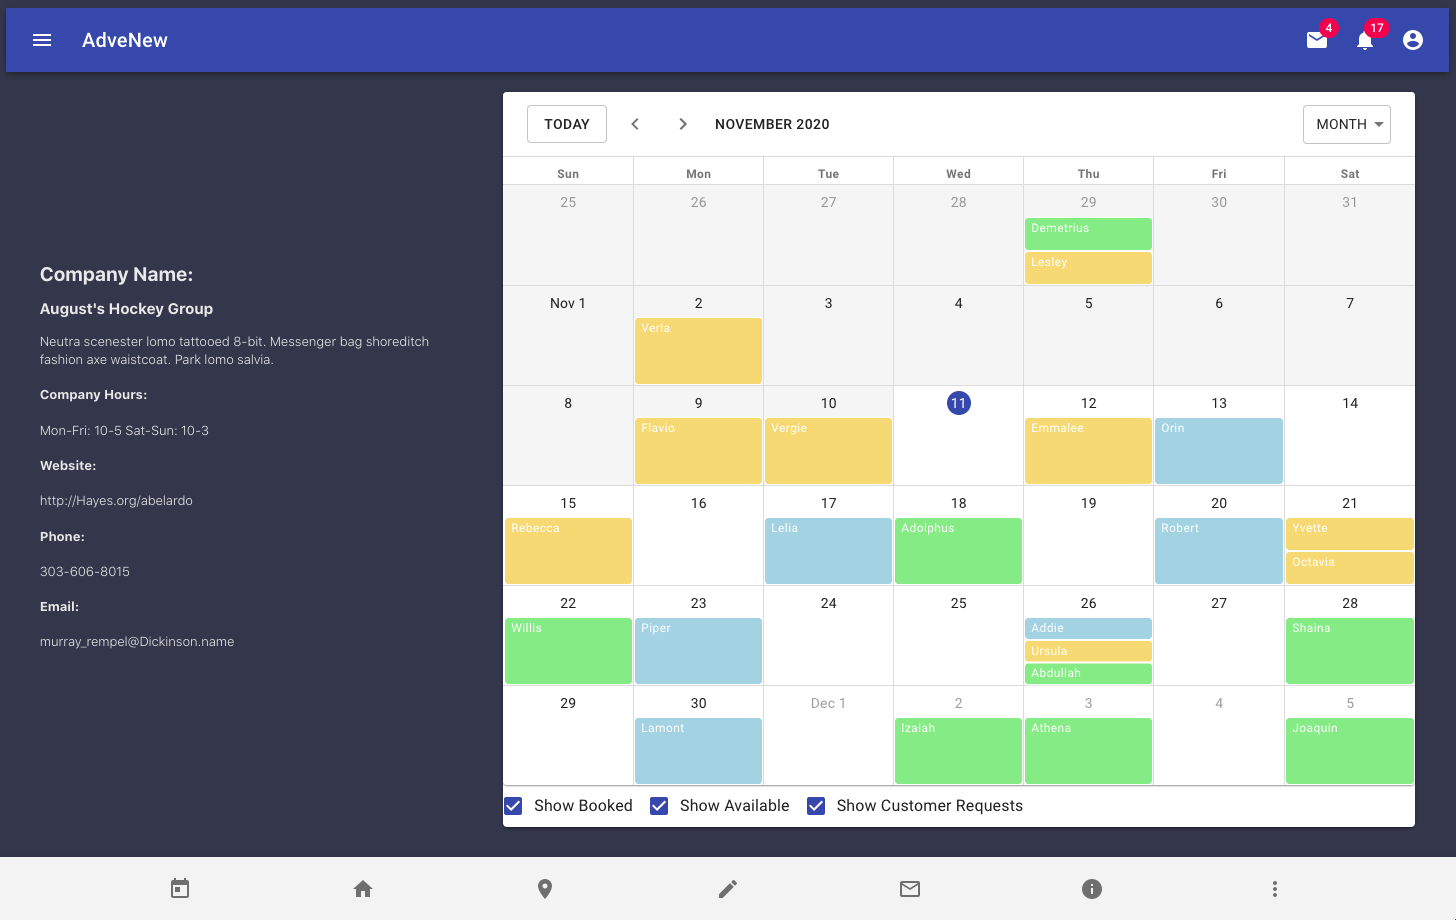 AdveNew
4
17
TODAY
NOVEMBER 2020
MONTH
Sun Mon Tue Wed Thu Fri Sat
25 26 27 28 29 30 31
Demetrius
Lesley
Nov 1 2 3 4 5 6 7
Verla
8 9 10 11 12 13 14
Flavio Vergie Emmalee Orin
15 16 17 18 19 20 21
Rebecca Lelia Adolphus Robert Yvette
Octavia
22 23 24 25 26 27 28
Willis Piper Addie Shaina
Ursula
Abdullah
29 30 Dec 1 2 3 4 5
Lamont Izaiah Athena Joaquin
Show Booked Show Available Show Customer Requests
Company Name:
August's Hockey Group
Neutra scenester lomo tattooed 8-bit. Messenger bag shoreditch
fashion axe waistcoat. Park lomo salvia.
Company Hours:
Mon-Fri: 10-5 Sat-Sun: 10-3
Website:
http://Hayes.org/abelardo
Phone:
303-606-8015
Email:
murray_rempel@Dickinson.name